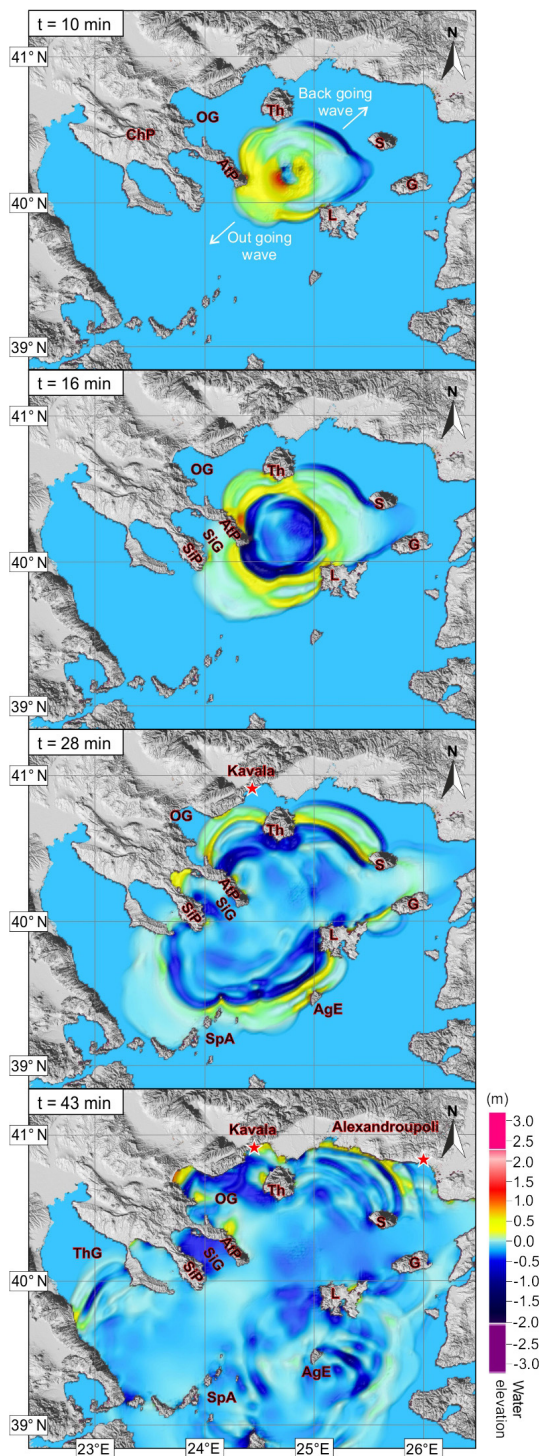 t = 10 min
N
41° N
Th
Back going
wave
OG
ChP
S
AtP
G
40° N
L
Out going
wave
39° N
t = 16 min
N
41° N
OG
Th
S
AtP
SiG
SiP
G
40° N
L
39° N
t = 28 min
N
Kavala
41° N
OG
Th
S
AtP
SiP
SiG
G
40° N
L
AgE
SpA
39° N
t = 43 min
N
Kavala
Alexandroupoli
41° N
Th
OG
S
AtP
ThG
SiG
SiP
G
40° N
L
AgE
SpA
39° N
23°E
24°E
25°E
26°E
(m)
3.0
2.5
2.0
1.5
1.0
0.5
0.0
-0.5
-1.0
-1.5
-2.0
-2.5
-3.0
Water
elevation